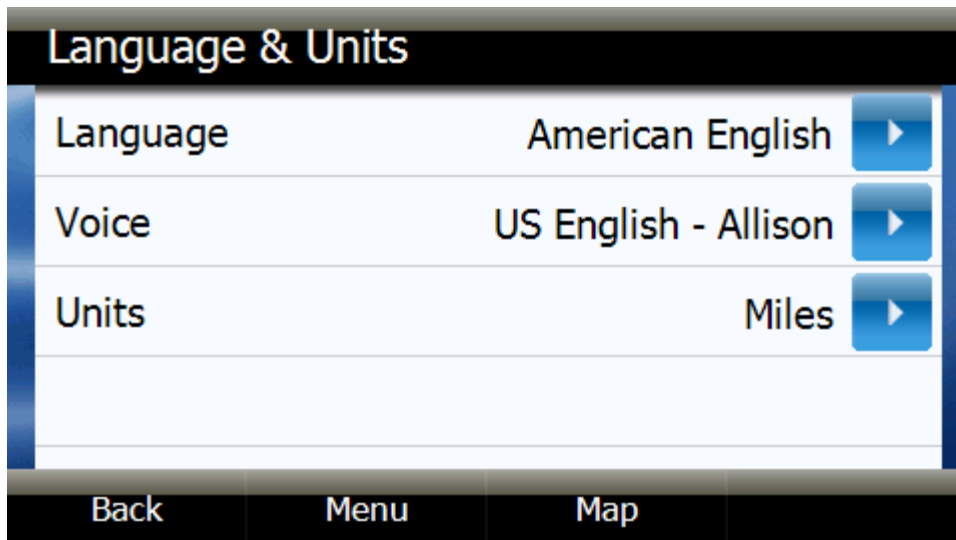 Language & Units
Language American English
Voice US English - Allison
Units Miles
Back Menu Map